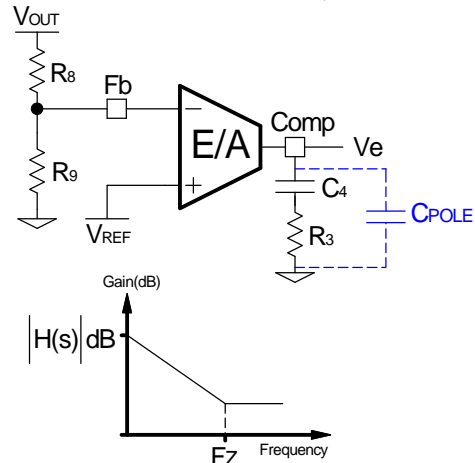 VOUT
R8
Fb
R9
E/A
−
+
VREF
Comp
Ve
C4
R3
CPOLE
Gain(dB)
|H(s)| dB
FZ
Frequency